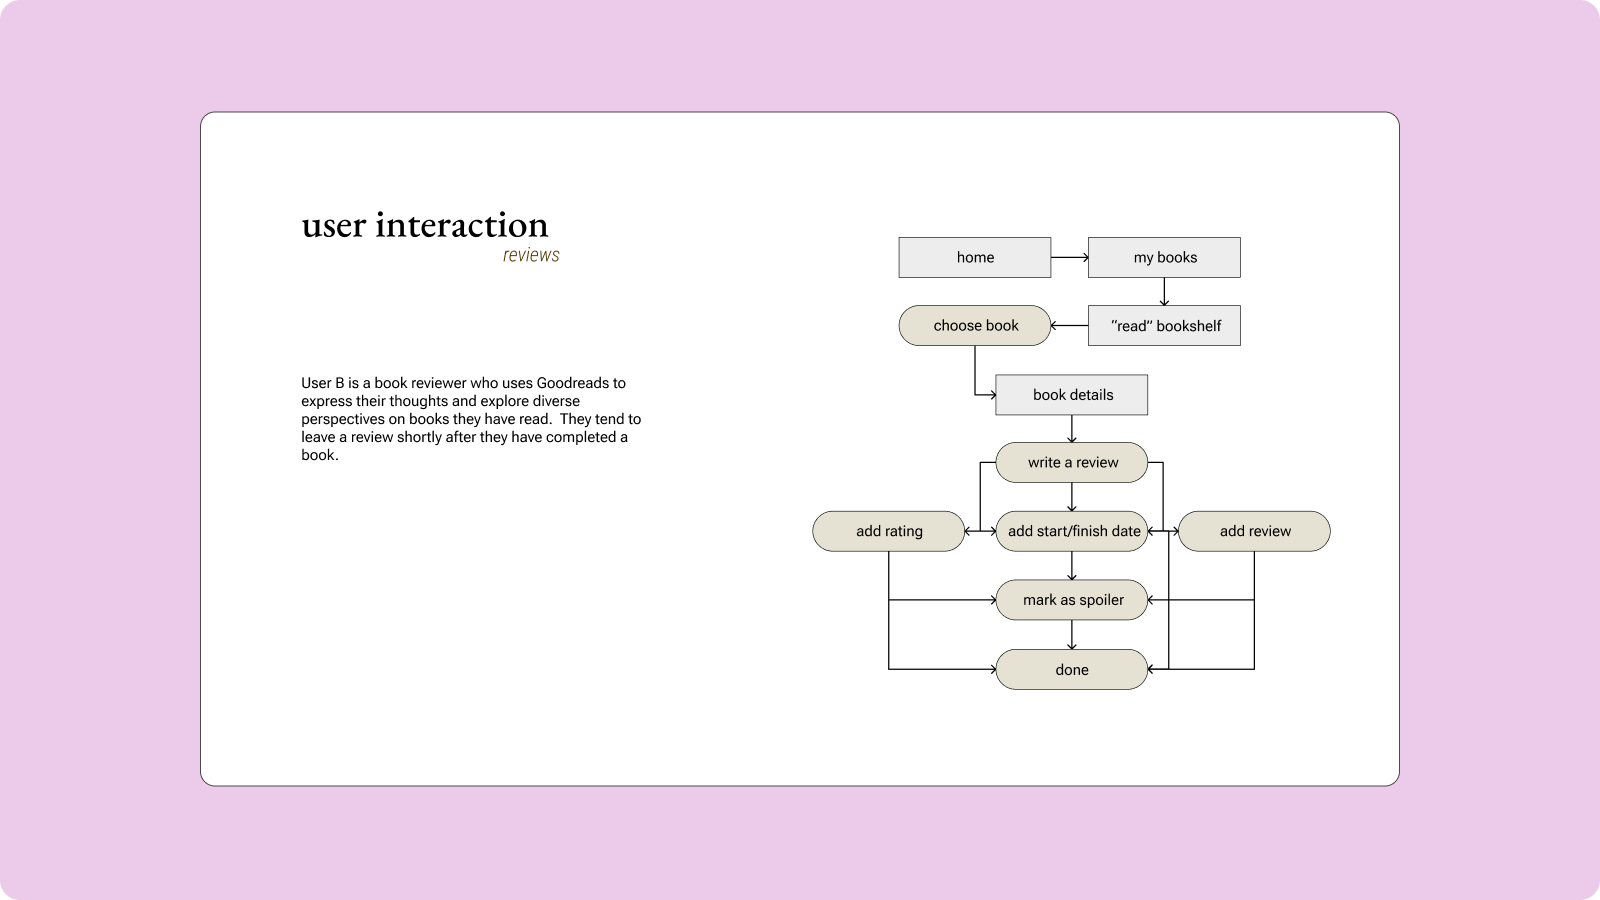 user interaction
reviews
User B is a book reviewer who uses Goodreads to
express their thoughts and explore diverse
perspectives on books they have read.  They tend to
leave a review shortly after they have completed a
book.
home
my books
choose book
“read” bookshelf
book details
write a review
add rating
add start/finish date
add review
mark as spoiler
done